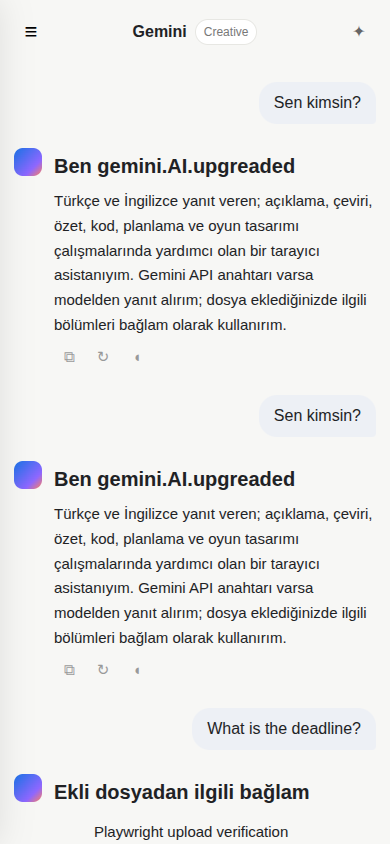 Gemini Creative
Sen kimsin?
Ben gemini.AI.upgreaded
Türkçe ve İngilizce yanıt veren; açıklama, çeviri,
özet, kod, planlama ve oyun tasarımı
çalışmalarında yardımcı olan bir tarayıcı
asistanıyım. Gemini API anahtarı varsa
modelden yanıt alırım; dosya eklediğinizde ilgili
bölümleri bağlam olarak kullanırım.
Sen kimsin?
Ben gemini.AI.upgreaded
Türkçe ve İngilizce yanıt veren; açıklama, çeviri,
özet, kod, planlama ve oyun tasarımı
çalışmalarında yardımcı olan bir tarayıcı
asistanıyım. Gemini API anahtarı varsa
modelden yanıt alırım; dosya eklediğinizde ilgili
bölümleri bağlam olarak kullanırım.
What is the deadline?
Ekli dosyadan ilgili bağlam
Playwright upload verification